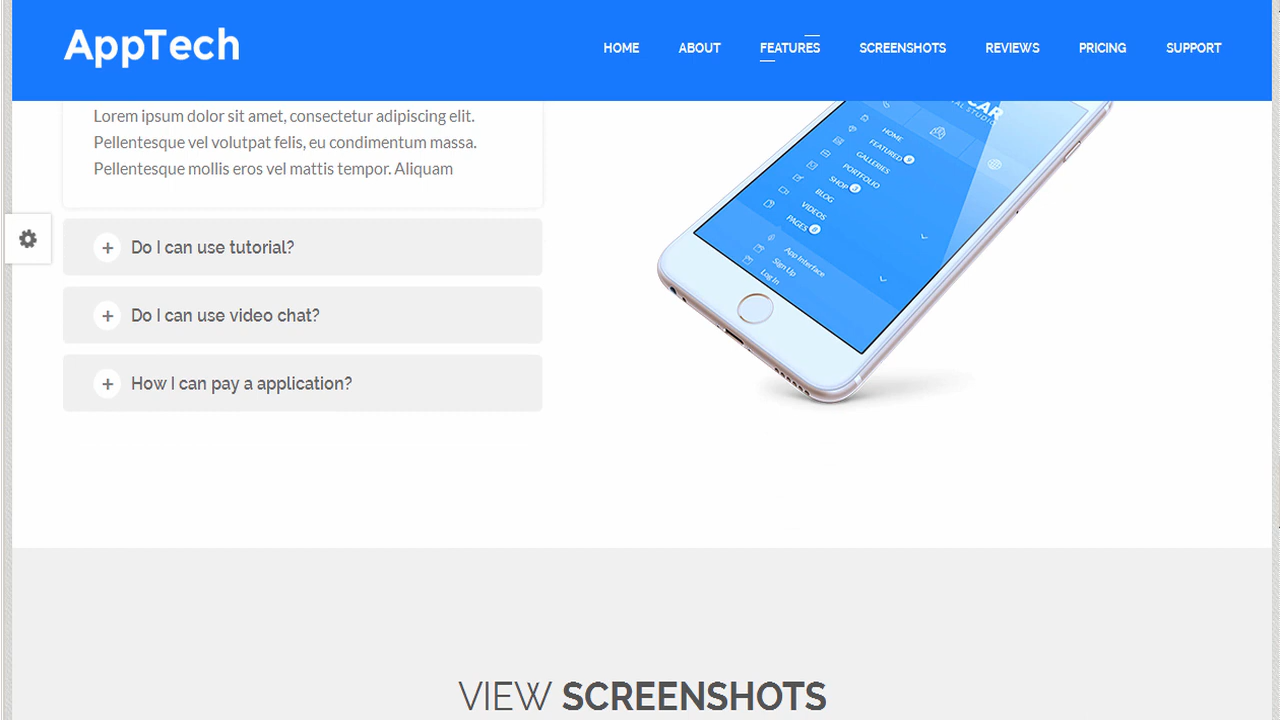 AppTech
HOME ABOUT FEATURES SCREENSHOTS REVIEWS PRICING SUPPORT
Lorem ipsum dolor sit amet, consectetur adipiscing elit.
Pellentesque vel volutpat felis, eu condimentum massa.
Pellentesque mollis eros vel mattis tempor. Aliquam
Do I can use tutorial?
Do I can use video chat?
How I can pay a application?
HOME
FEATURED
GALLERIES
PORTFOLIO
SHOP
BLOG
VIDEOS
PAGES
App Interface
Sign Up
Log In
VIEW SCREENSHOTS